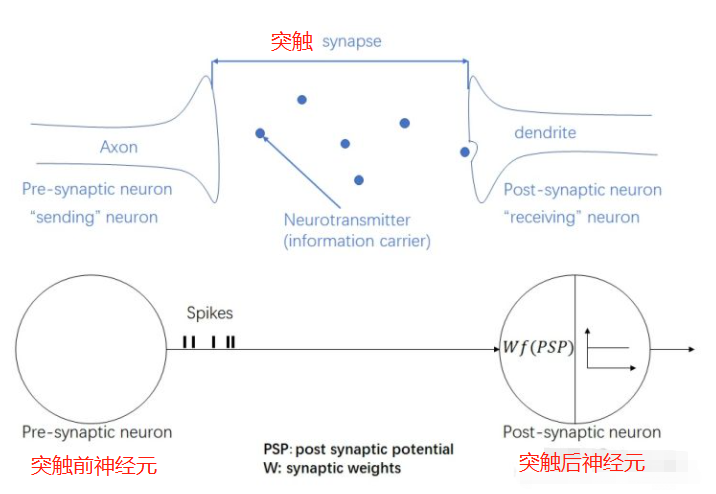 突触 synapse
Axon
dendrite
Pre-synaptic neuron
“sending” neuron
Neurotransmitter
(information carrier)
Post-synaptic neuron
“receiving” neuron
Spikes
Wf(PSP)
Pre-synaptic neuron
突触前神经元
PSP: post synaptic potential
W: synaptic weights
Post-synaptic neuron
突触后神经元